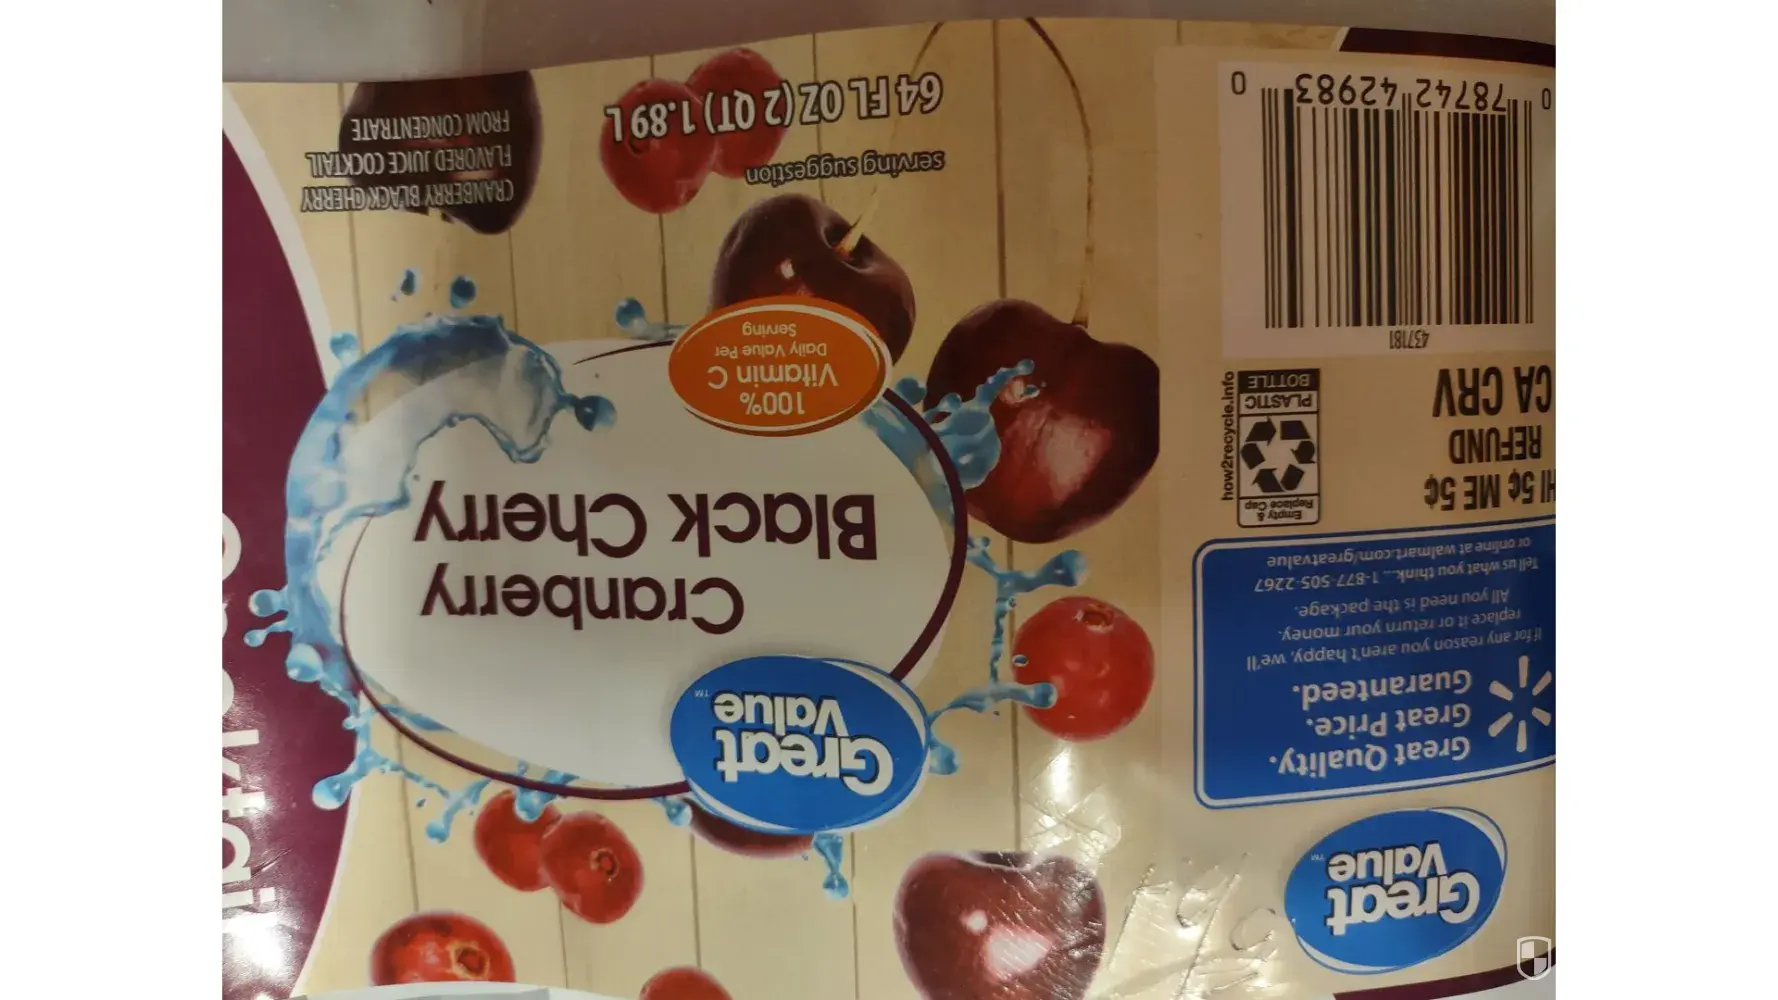 Great
Value
™
Great Quality.
Great Price.
Guaranteed.
If for any reason you aren't happy, we'll
replace it or return your money.
All you need is the package.
Tell us what you think... 1-877-505-2267
or online at walmart.com/greatvalue
HI 5¢ ME 5¢
REFUND
CA CRV
Empty &
Replace Cap
PLASTIC
BOTTLE
how2recycle.info
437181
0 78742 42983 0
Great
Value
™
Cranberry
Black Cherry
100%
Vitamin C
Daily Value Per
Serving
serving suggestion
64 FL OZ (2 QT) 1.89 L
CRANBERRY BLACK CHERRY
FLAVORED JUICE COCKTAIL
FROM CONCENTRATE